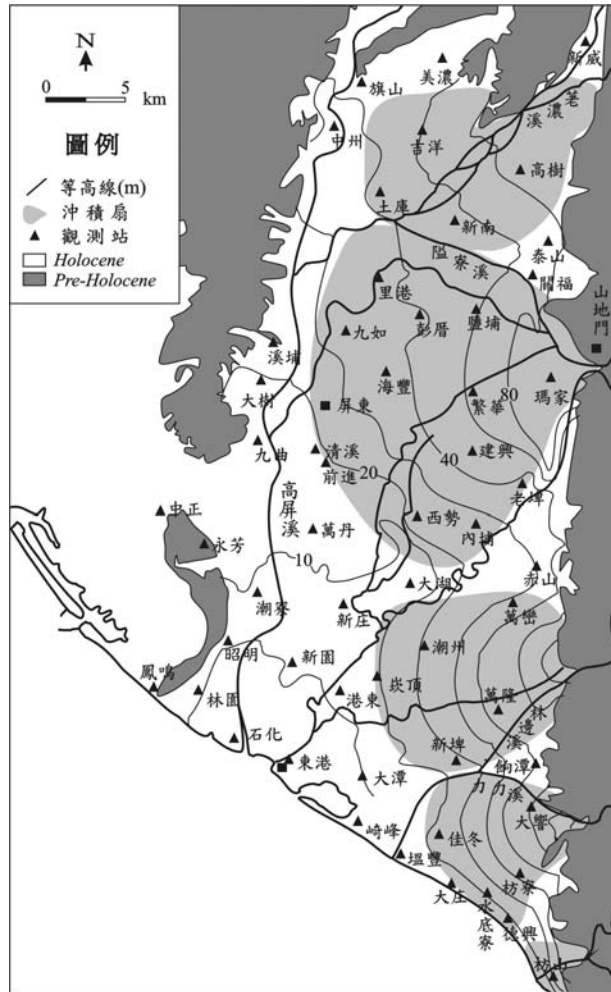 N
0 5
km
圖例
等高線(m)
沖積扇
觀測站
Holocene
Pre-Holocene
新威
美濃
旗山
荖濃溪
中州
吉洋
高樹
土庫
新南
泰山
隘寮溪
關福
里港
山地門
彭厝
鹽埔
九如
溪埔
海豐
大樹
繁華
80
瑪家
屏東
九曲
清溪
前進
建興
40
20
老埤
高屏溪
中正
西勢
內埔
萬丹
永芳
10
赤山
大湖
潮寮
新庄
萬巒
昭明
潮州
新園
鳳鳴
林園
港東
崁頂
萬隆
林邊溪
石化
新埤
餉潭
東港
大潭
力力溪
大響
崎峰
佳冬
塭豐
枋寮
大庄
水底寮
德興
枋山